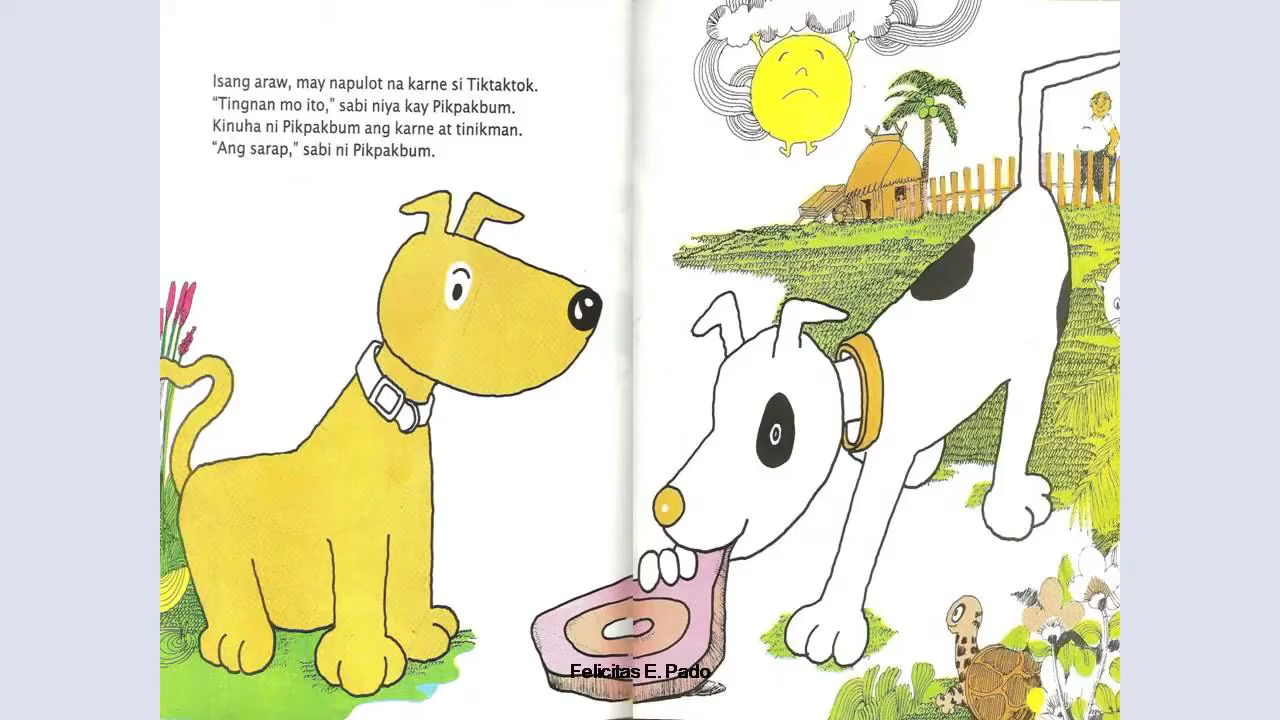 Isang araw, may napulot na karne si Tiktaktok.
“Tingnan mo ito,” sabi niya kay Pikpakbum.
Kinuha ni Pikpakbum ang karne at tinikman.
“Ang sarap,” sabi ni Pikpakbum.
Felicitas E. Pado